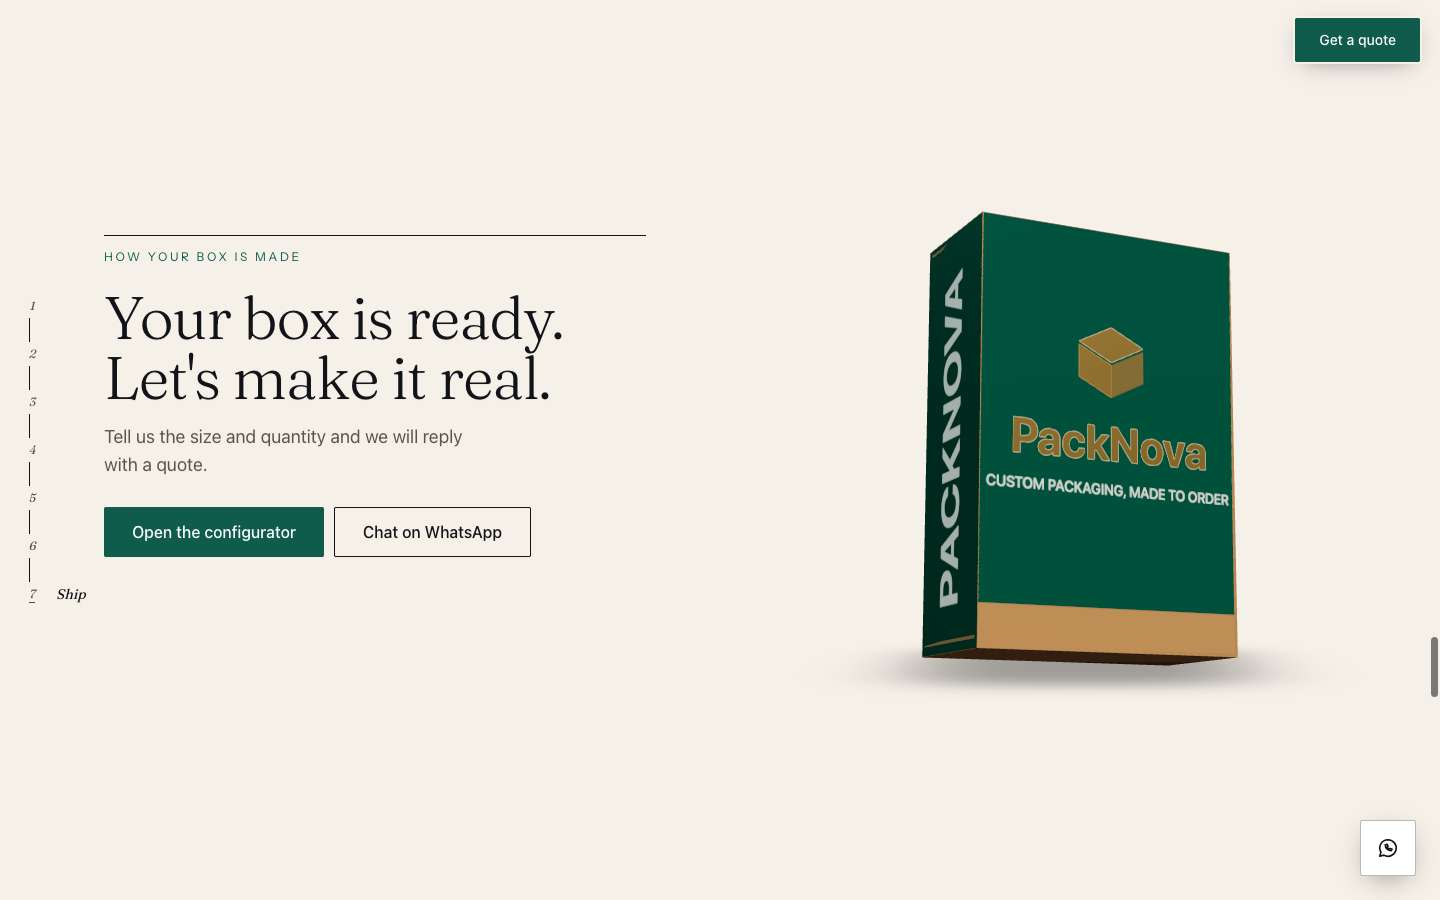 Get a quote
HOW YOUR BOX IS MADE
Your box is ready.
Let's make it real.
Tell us the size and quantity and we will reply
with a quote.
Open the configurator
Chat on WhatsApp
1
2
3
4
5
6
7 Ship
PACKNOVA
PackNova
CUSTOM PACKAGING, MADE TO ORDER